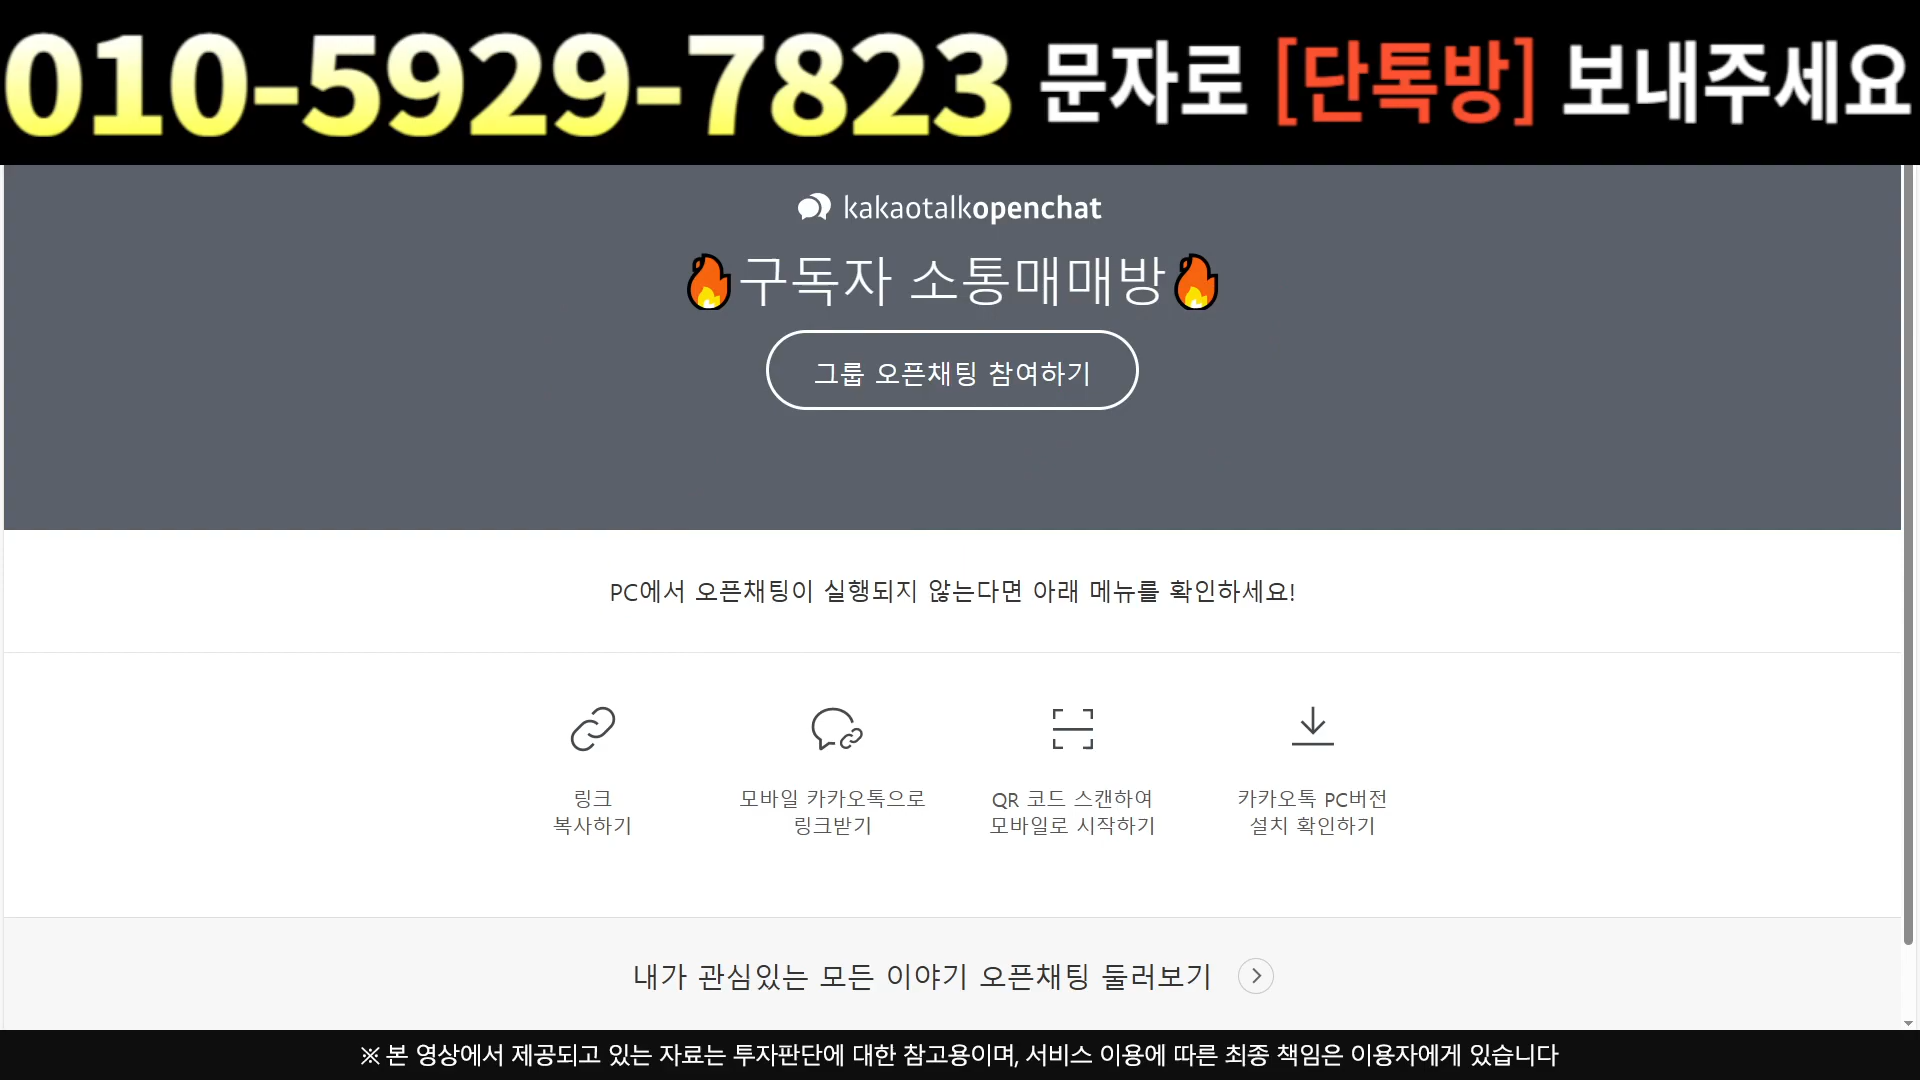 010-5929-7823 문자로 [단톡방] 보내주세요
kakaotalkopenchat
🔥구독자 소통매매방🔥
그룹 오픈채팅 참여하기
PC에서 오픈채팅이 실행되지 않는다면 아래 메뉴를 확인하세요!
링크
복사하기
모바일 카카오톡으로
링크받기
QR 코드 스캔하여
모바일로 시작하기
카카오톡 PC버전
설치 확인하기
내가 관심있는 모든 이야기 오픈채팅 둘러보기
※ 본 영상에서 제공되고 있는 자료는 투자판단에 대한 참고용이며, 서비스 이용에 따른 최종 책임은 이용자에게 있습니다